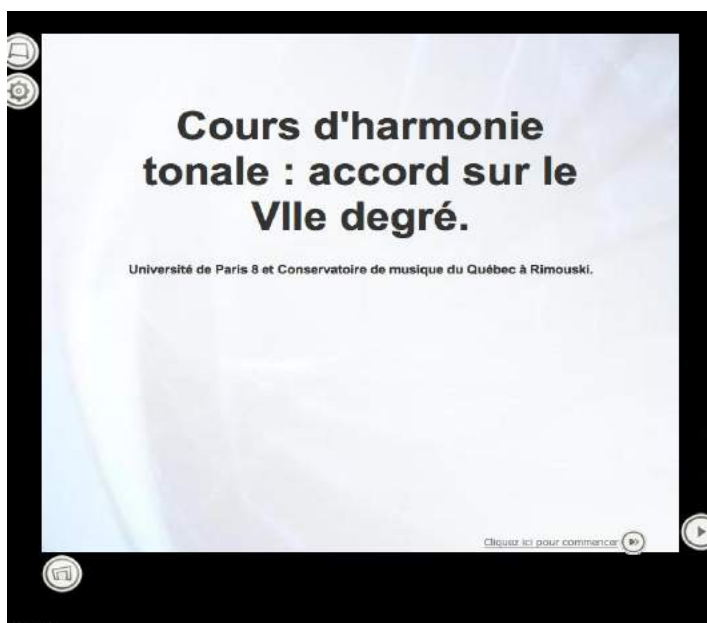 Cours d'harmonie
tonale : accord sur le
VIIe degré.
Université de Paris 8 et Conservatoire de musique du Québec à Rimouski.
Cliquez ici pour commencer